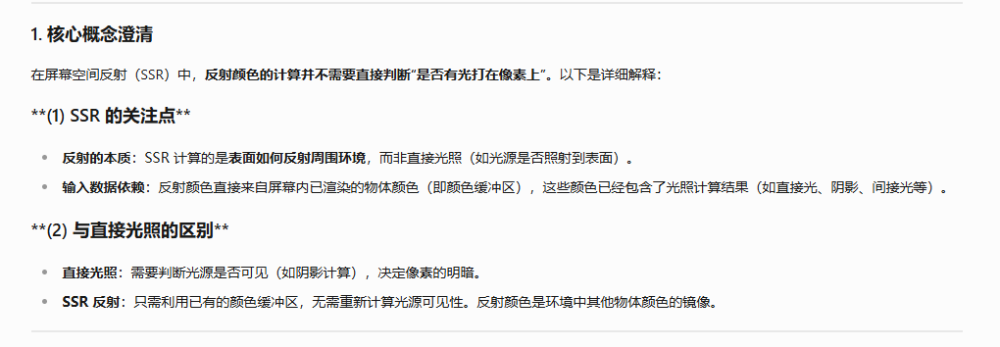 1. 核心概念澄清
在屏幕空间反射（SSR）中，反射颜色的计算并不需要直接判断“是否有光打在像素上”。以下是详细解释：
**(1) SSR 的关注点**
• 反射的本质：SSR 计算的是表面如何反射周围环境，而非直接光照（如光源是否照射到表面）。
• 输入数据依赖：反射颜色直接来自屏幕内已渲染的物体颜色（即颜色缓冲区），这些颜色已经包含了光照计算结果（如直接光、阴影、间接光等）。
**(2) 与直接光照的区别**
• 直接光照：需要判断光源是否可见（如阴影计算），决定像素的明暗。
• SSR 反射：只需利用已有的颜色缓冲区，无需重新计算光源可见性。反射颜色是环境中其他物体颜色的镜像。